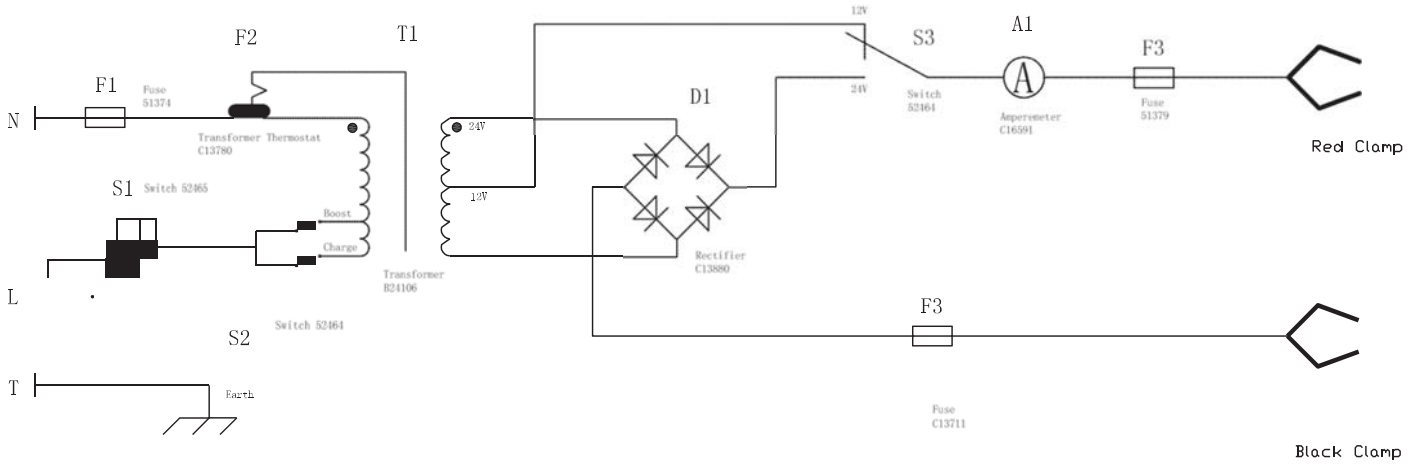 12V
F2
T1
S3
A1
F3
F1
Fuse
51374
N
Transformer Thermostat
C13780
24V
12V
D1
24V
Switch
52464
A
Amperemeter
C16591
Fuse
51379
Red Clamp
S1
Switch 52465
Boost
Charge
Transformer
B24106
Rectifier
C13880
L
S2
Switch 52464
F3
T
Earth
Fuse
C13711
Black Clamp